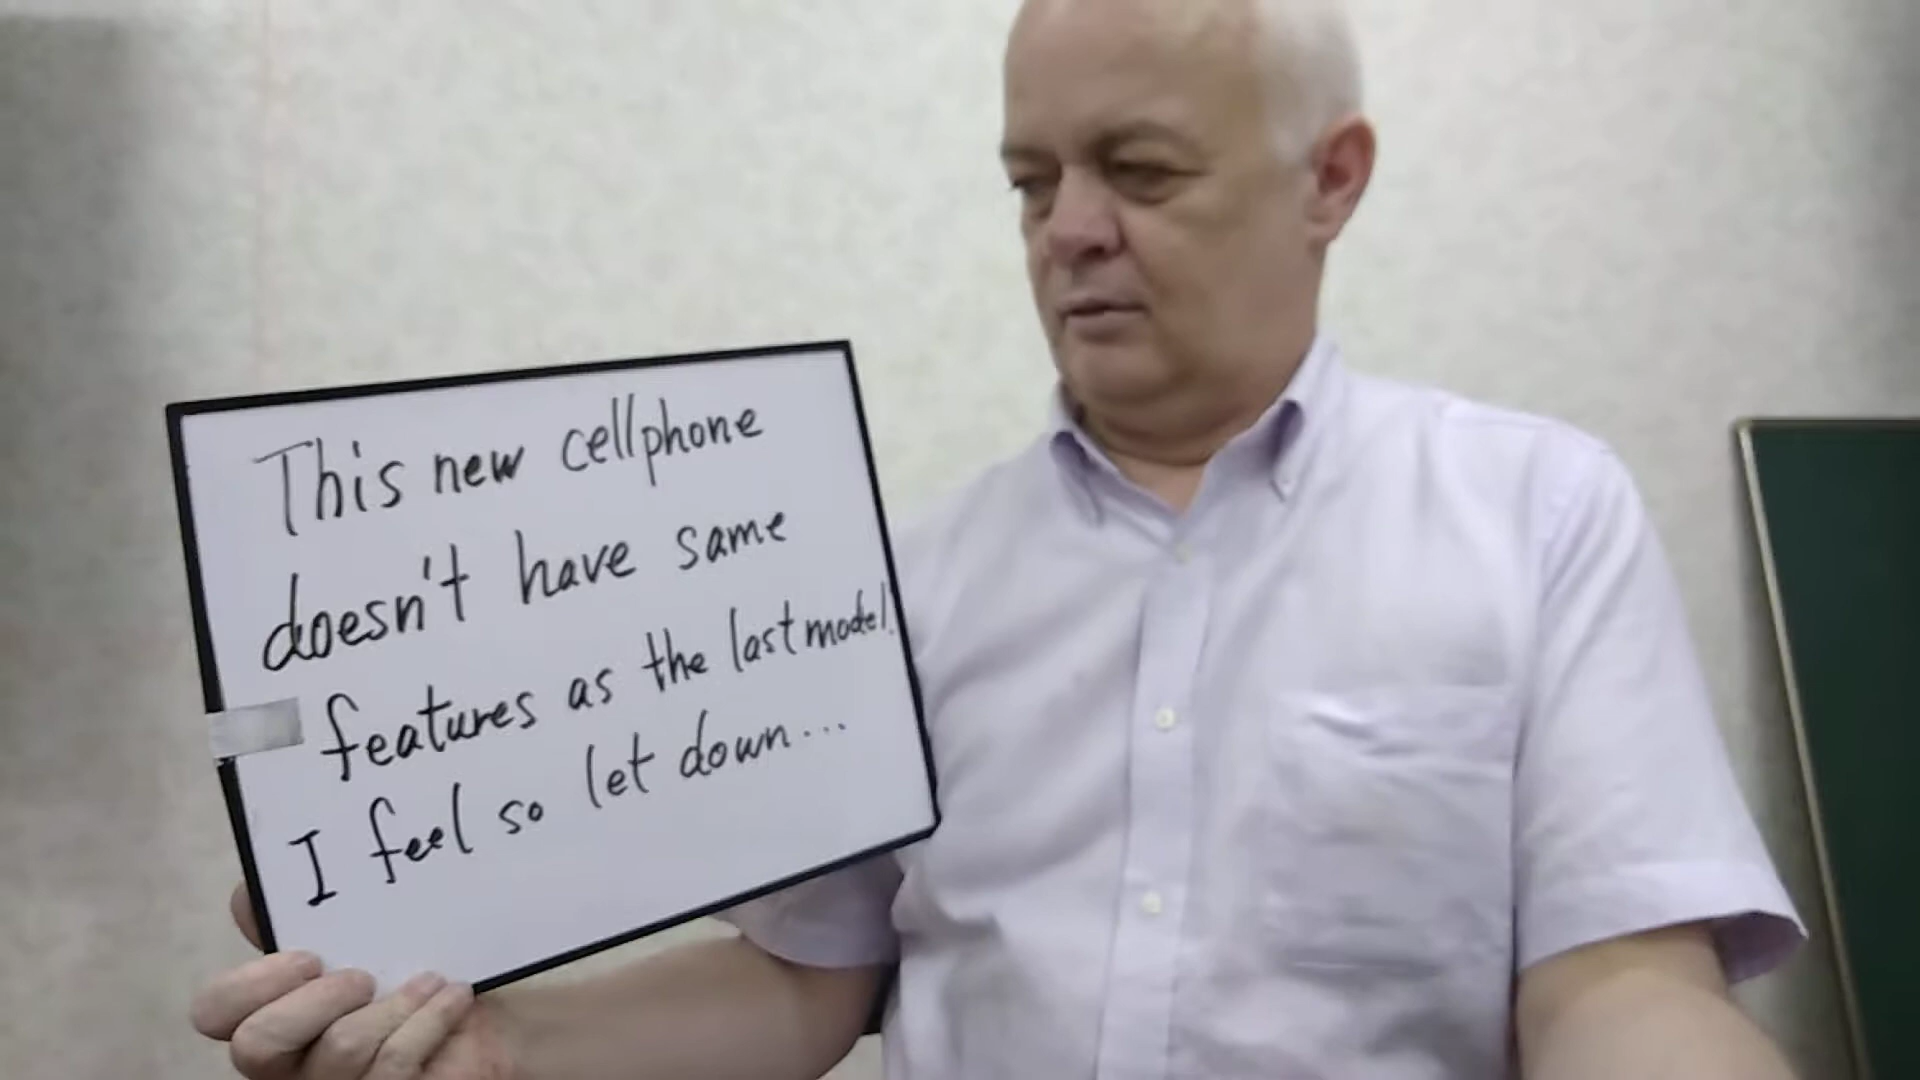 This new cellphone
doesn't have same
features as the last model.
I feel so let down...